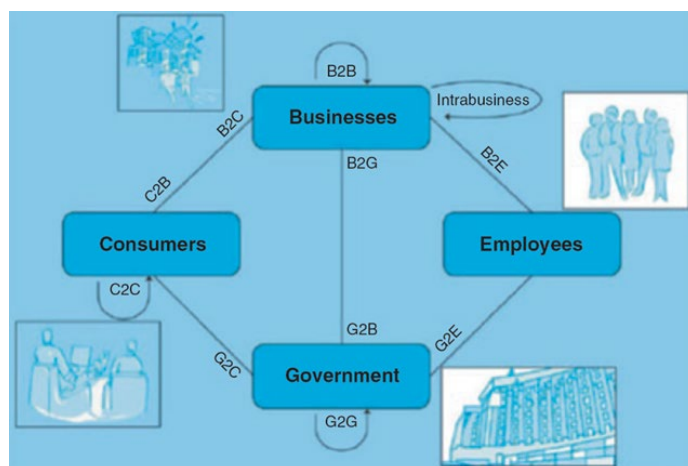 B2B
Intrabusiness
Businesses
B2C
B2G
B2E
C2B
Consumers
Employees
C2C
G2B
G2C
G2E
Government
G2G